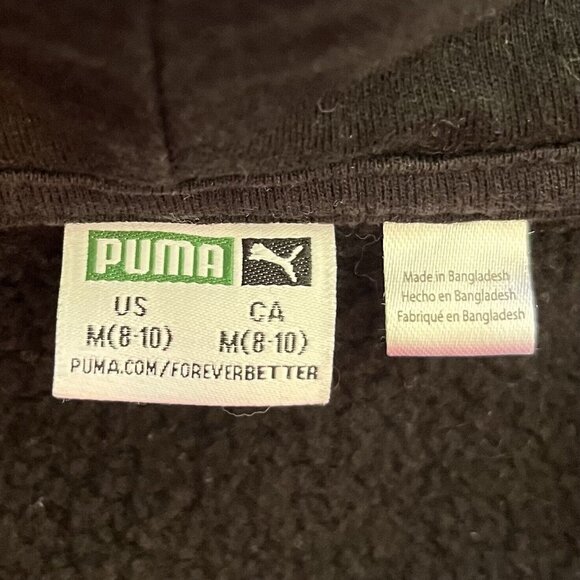 PUMA
US CA
M(8-10) M(8-10)
PUMA.COM/FOREVERBETTER
Made in Bangladesh
Hecho en Bangladesh
Fabriqué en Bangladesh